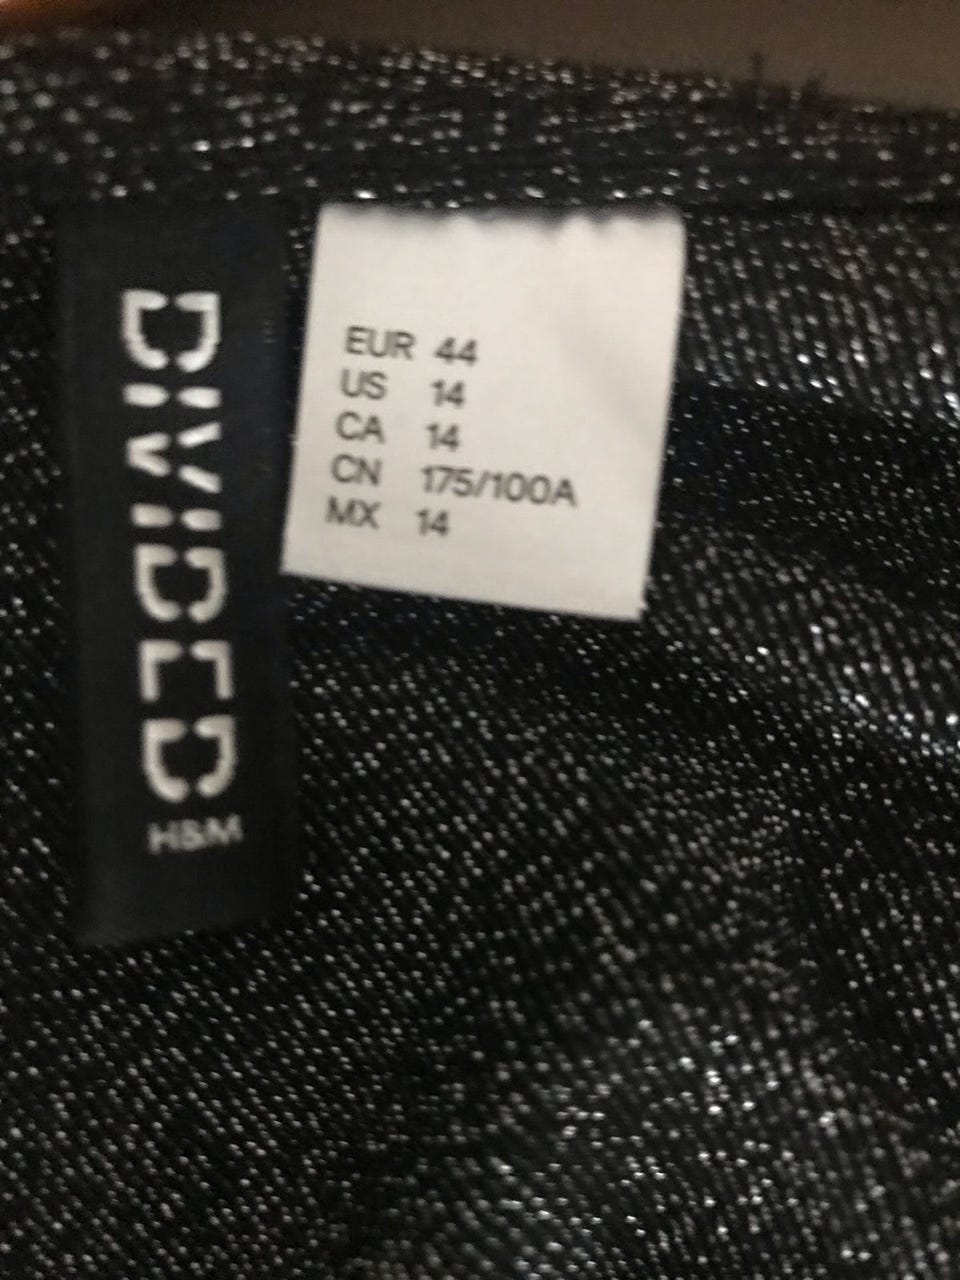 DIVIDED
H&M
EUR 44
US 14
CA 14
CN 175/100A
MX 14